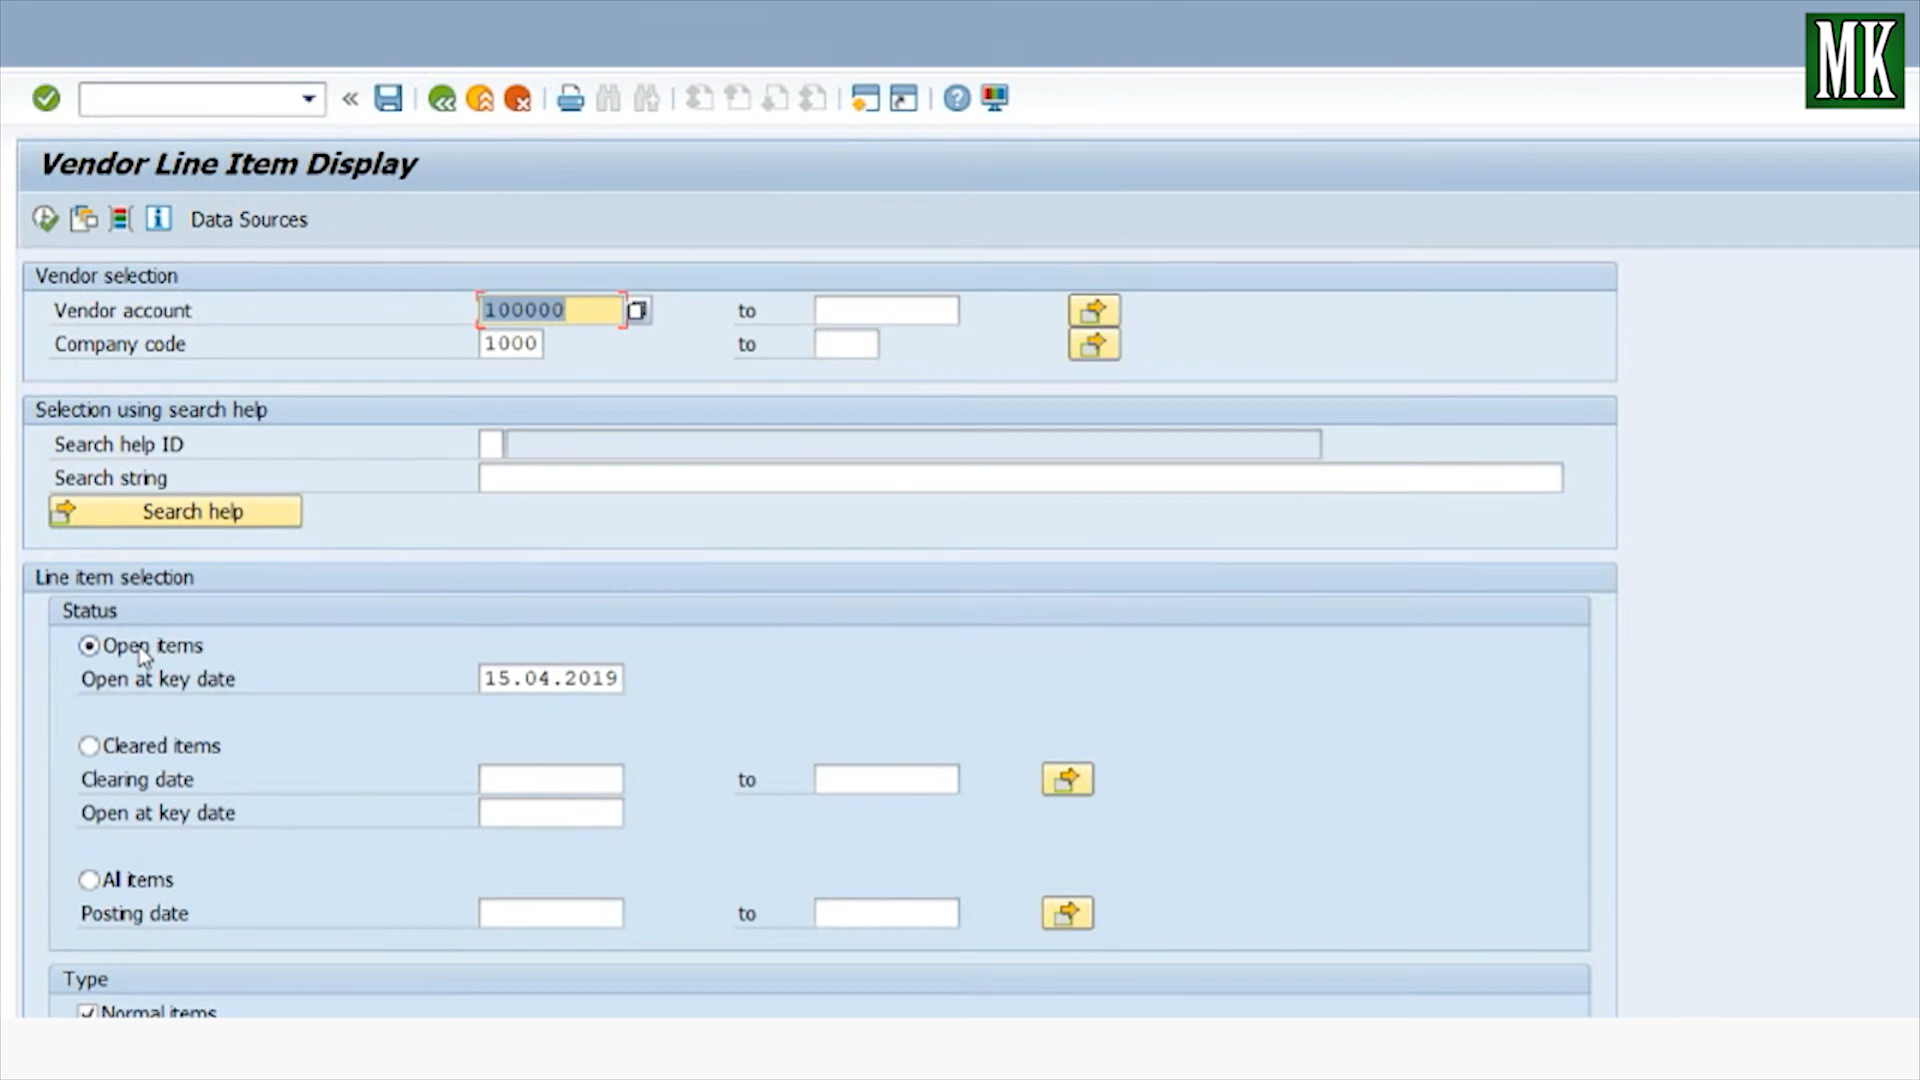 MK
Vendor Line Item Display
Data Sources
Vendor selection
Vendor account 100000 to
Company code 1000 to
Selection using search help
Search help ID
Search string
Search help
Line item selection
Status
Open items
Open at key date 15.04.2019
Cleared items
Clearing date to
Open at key date
All items
Posting date to
Type
Normal items